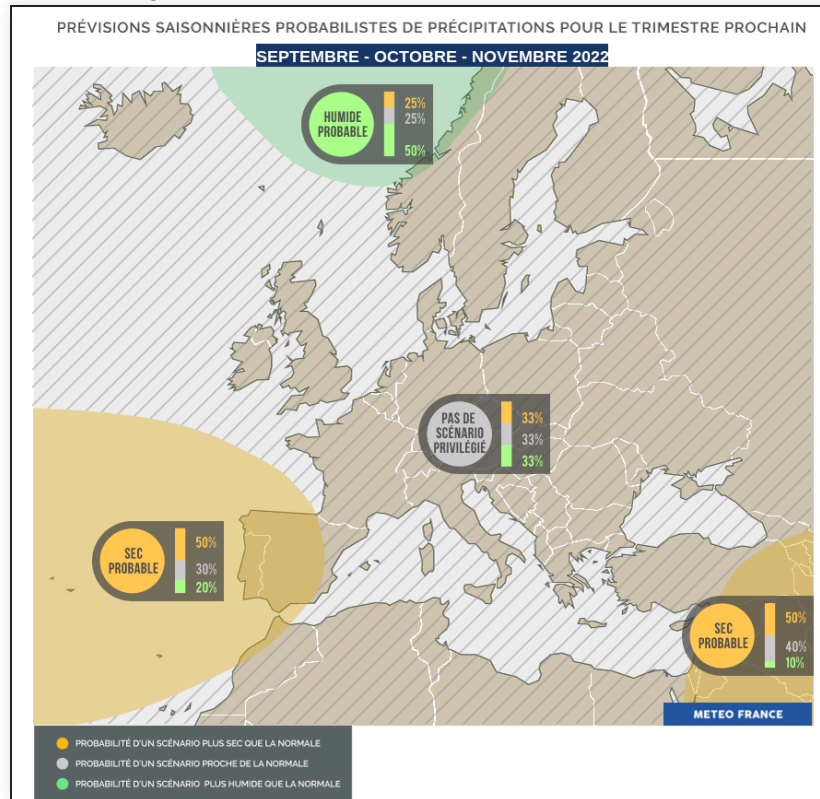 PRÉVISIONS SAISONNIÈRES PROBABILISTES DE PRÉCIPITATIONS POUR LE TRIMESTRE PROCHAIN
SEPTEMBRE - OCTOBRE - NOVEMBRE 2022
HUMIDE
PROBABLE
25%
25%
50%
PAS DE
SCÉNARIO
PRIVILÉGIÉ
33%
33%
33%
SEC
PROBABLE
50%
30%
20%
SEC
PROBABLE
50%
40%
10%
METEO FRANCE
PROBABILITÉ D'UN SCÉNARIO PLUS SEC QUE LA NORMALE
PROBABILITÉ D'UN SCÉNARIO PROCHE DE LA NORMALE
PROBABILITÉ D'UN SCÉNARIO PLUS HUMIDE QUE LA NORMALE